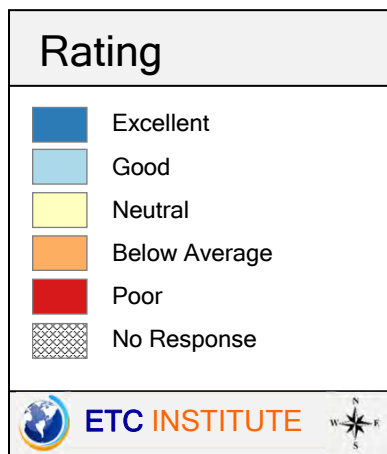 Rating
Excellent
Good
Neutral
Below Average
Poor
No Response
ETC INSTITUTE
N
W E
S